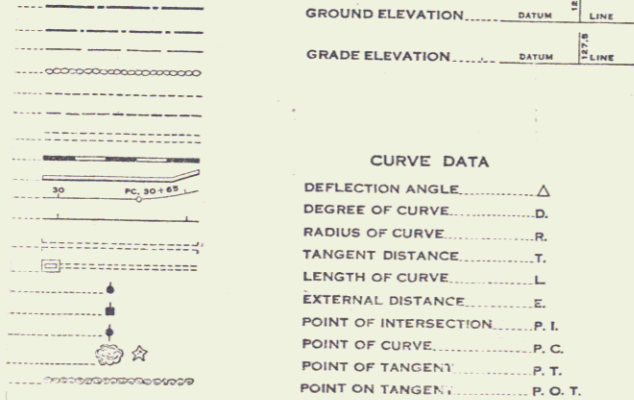 GROUND ELEVATION DATUM LINE
GRADE ELEVATION DATUM 127.5 LINE
CURVE DATA
DEFLECTION ANGLE △
DEGREE OF CURVE D.
RADIUS OF CURVE R.
TANGENT DISTANCE T.
LENGTH OF CURVE L.
EXTERNAL DISTANCE E.
POINT OF INTERSECTION P. I.
POINT OF CURVE P. C.
POINT OF TANGENT P. T.
POINT ON TANGENT P. O. T.
30 PC. 30+65